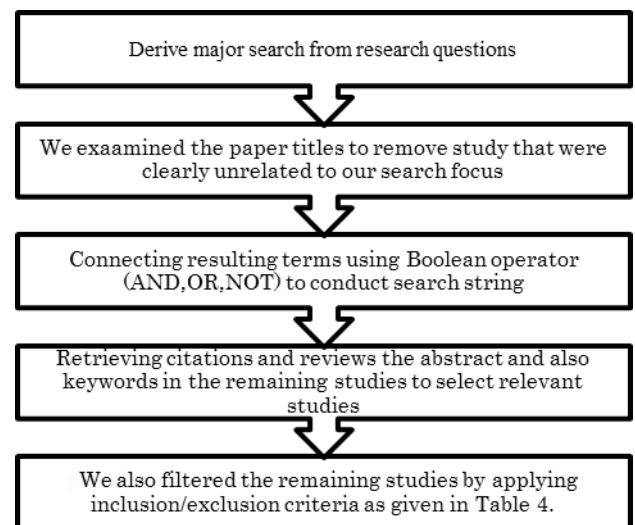 Derive major search from research questions
We exaamined the paper titles to remove study that were
clearly unrelated to our search focus
Connecting resulting terms using Boolean operator
(AND,OR,NOT) to conduct search string
Retrieving citations and reviews the abstract and also
keywords in the remaining studies to select relevant
studies
We also filtered the remaining studies by applying
inclusion/exclusion criteria as given in Table 4.